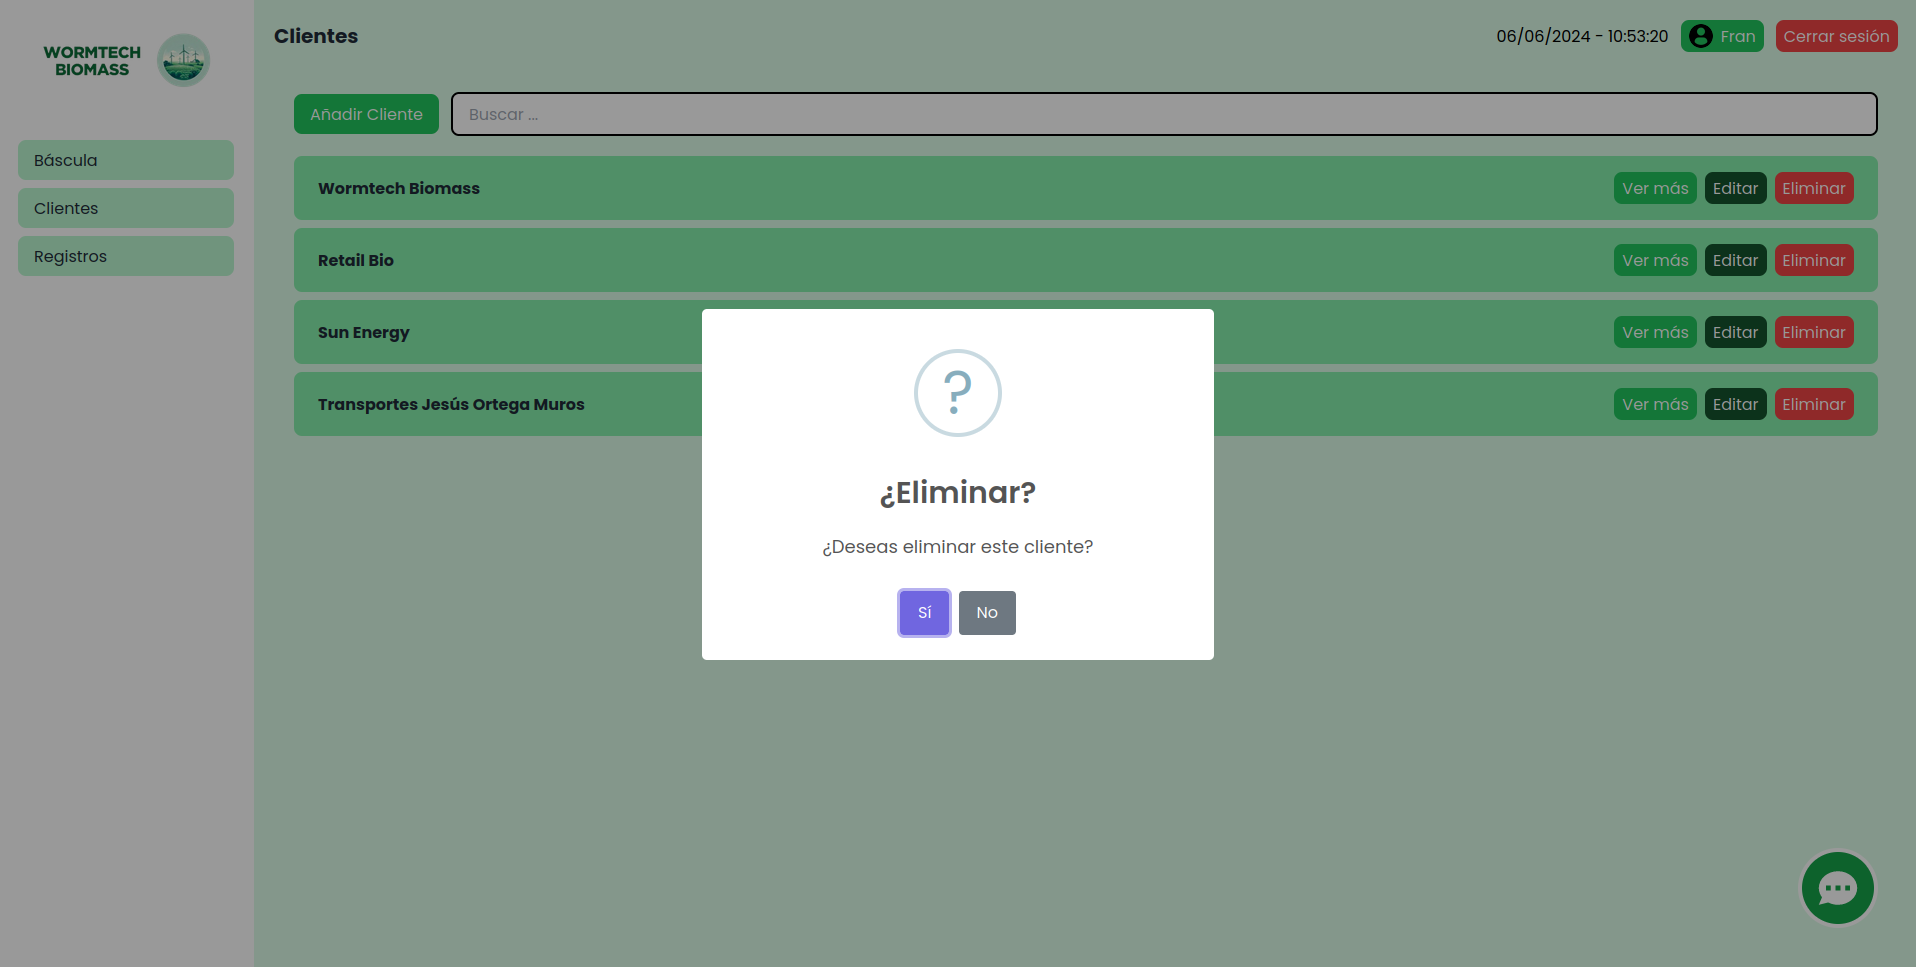 WORMTECH
BIOMASS
Clientes
06/06/2024 - 10:53:20
Fran
Cerrar sesión
Báscula
Clientes
Registros
Añadir Cliente
Buscar ...
Wormtech Biomass
Ver más
Editar
Eliminar
Retail Bio
Ver más
Editar
Eliminar
Sun Energy
Ver más
Editar
Eliminar
Transportes Jesús Ortega Muros
Ver más
Editar
Eliminar
?
¿Eliminar?
¿Deseas eliminar este cliente?
Sí
No